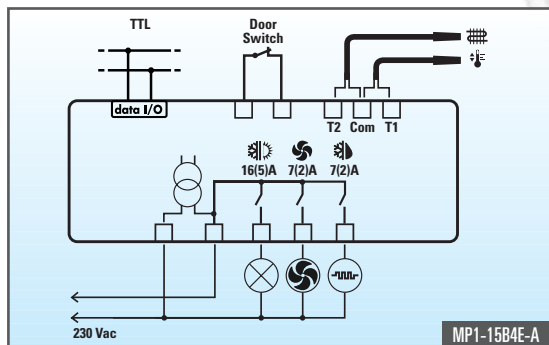 TTL
Door
Switch
data I/O
T2 Com T1
16(5)A 7(2)A 7(2)A
230 Vac
MP1-15B4E-A